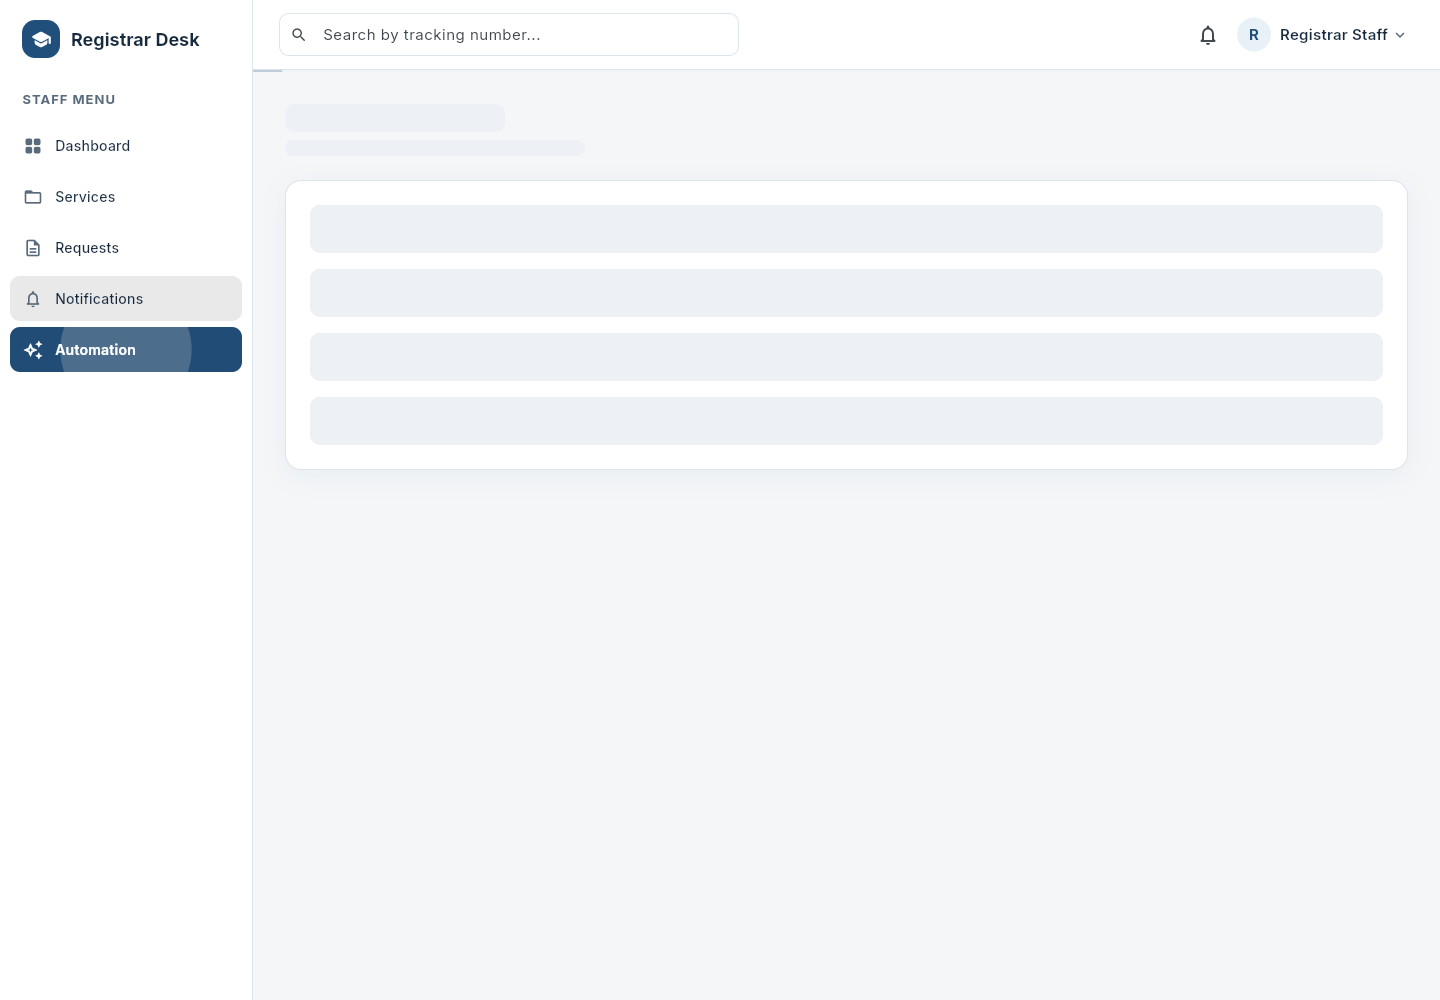 Registrar Desk
Search by tracking number...
R
Registrar Staff
STAFF MENU
Dashboard
Services
Requests
Notifications
Automation